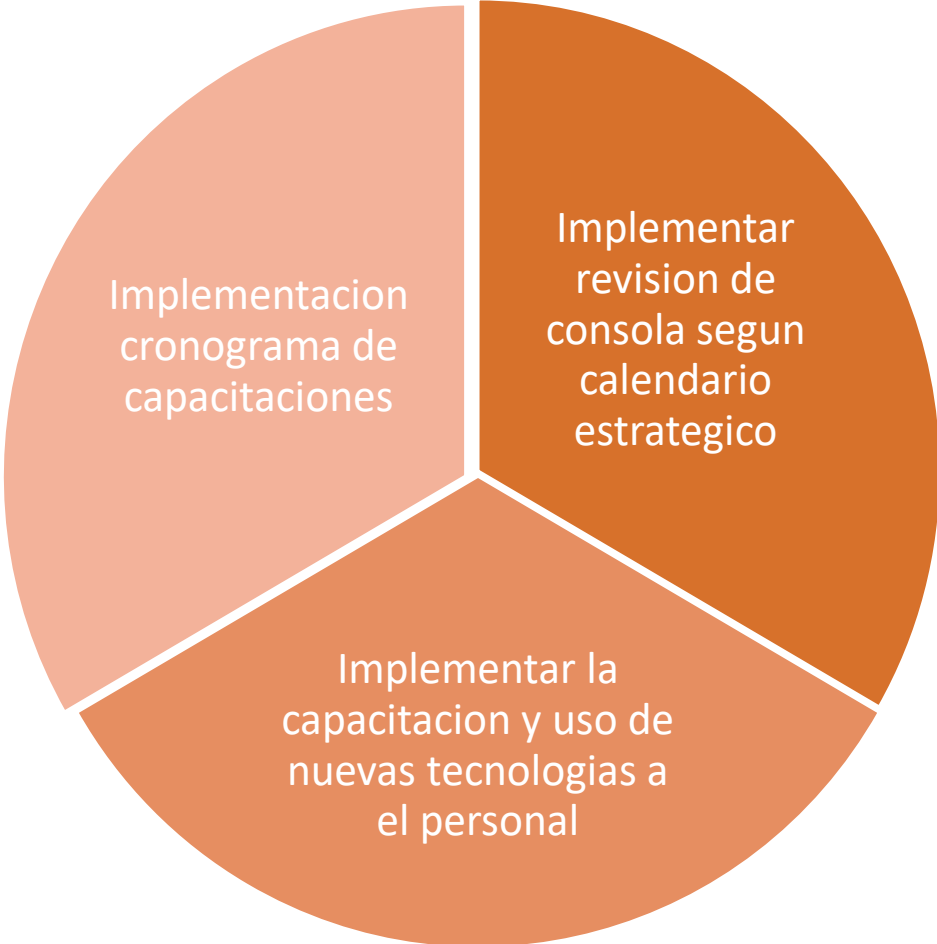 Implementar
revision de
consola segun
calendario
estrategico
Implementar la
capacitacion y uso de
nuevas tecnologias a
el personal
Implementacion
cronograma de
capacitaciones